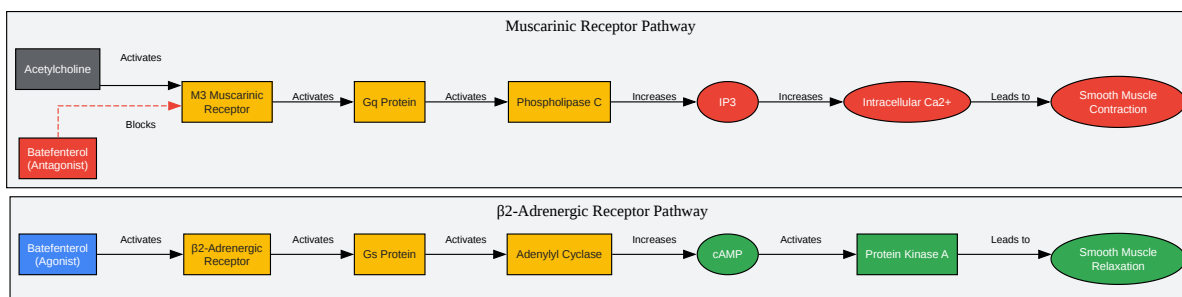 Muscarinic Receptor Pathway
Acetylcholine
Activates
M3 Muscarinic
Receptor
Activates
Gq Protein
Activates
Phospholipase C
Increases
IP3
Increases
Intracellular Ca2+
Leads to
Smooth Muscle
Contraction
Blocks
Batefenterol
(Antagonist)
β2-Adrenergic Receptor Pathway
Batefenterol
(Agonist)
Activates
β2-Adrenergic
Receptor
Activates
Gs Protein
Activates
Adenylyl Cyclase
Increases
cAMP
Activates
Protein Kinase A
Leads to
Smooth Muscle
Relaxation